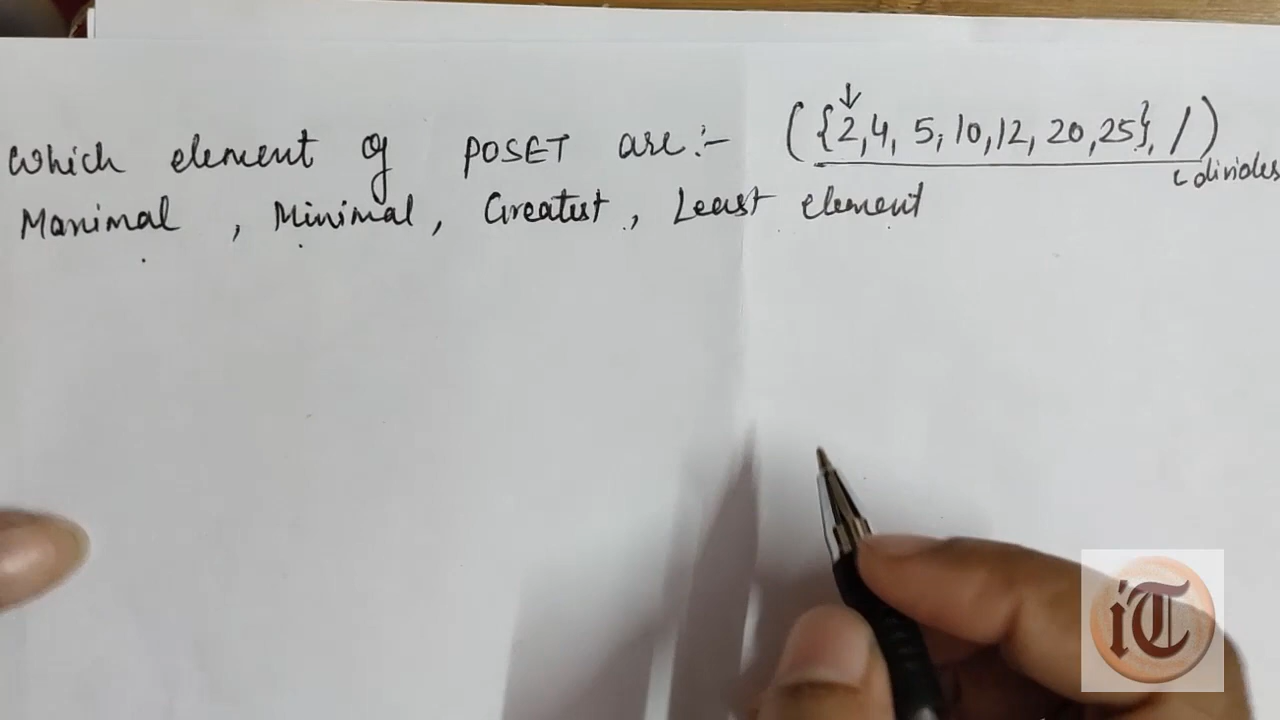 Which element of POSET are:- ({2,4, 5, 10,12, 20,25}, /)
↓
divides
Maximal , Minimal, Greatest, Least element
iT